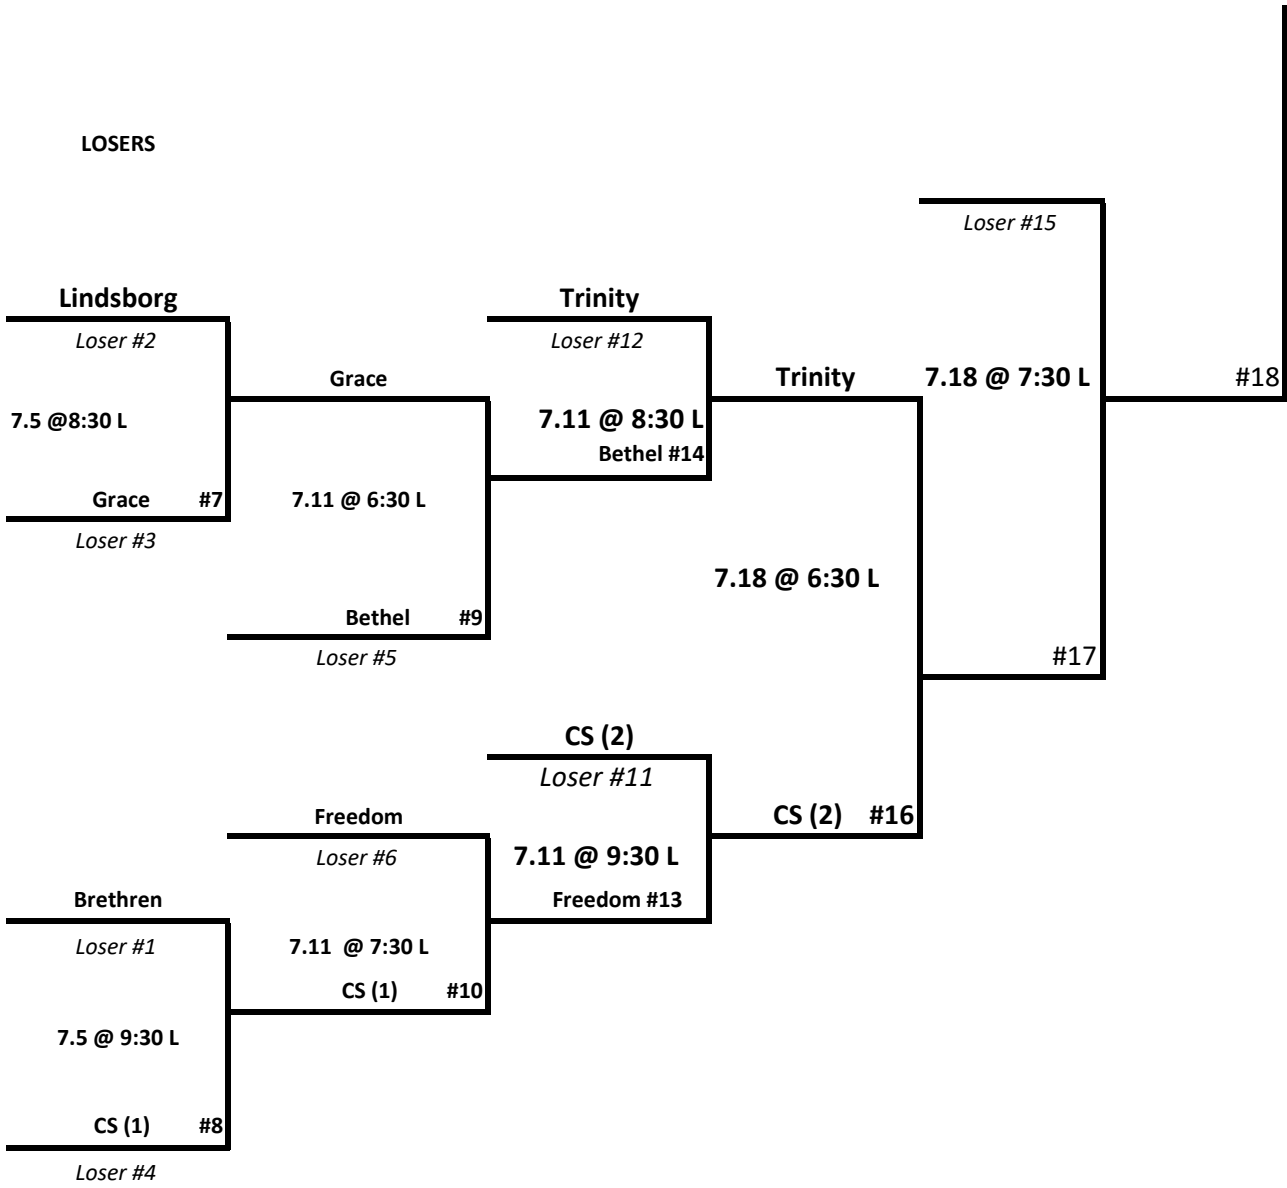 LOSERS
Loser #15
Lindsborg
Trinity
Loser #2
Loser #12
Grace
Trinity
7.18 @ 7:30 L
#18
7.5 @8:30 L
7.11 @ 8:30 L
Bethel #14
Grace #7
7.11 @ 6:30 L
Loser #3
7.18 @ 6:30 L
Bethel #9
Loser #5
#17
CS (2)
Loser #11
Freedom
CS (2) #16
Loser #6
7.11 @ 9:30 L
Brethren
Freedom #13
Loser #1
7.11 @ 7:30 L
CS (1) #10
7.5 @ 9:30 L
CS (1) #8
Loser #4